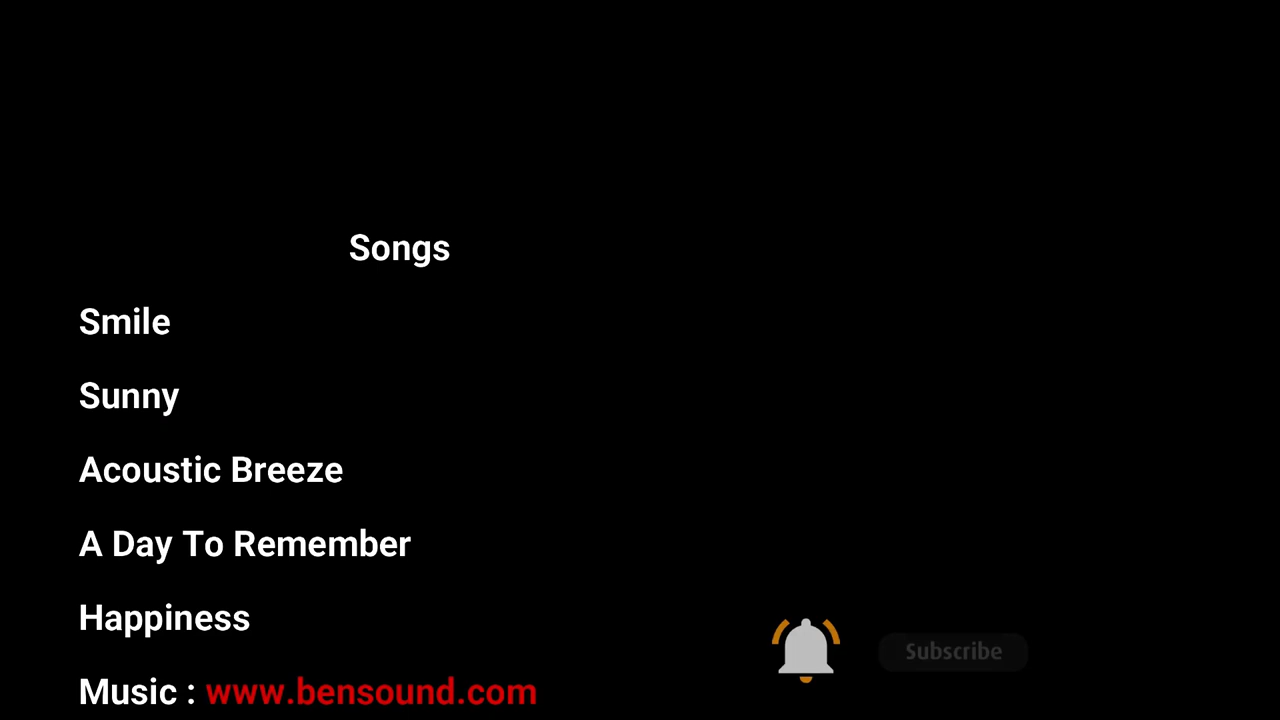 Songs
Smile
Sunny
Acoustic Breeze
A Day To Remember
Happiness
Subscribe
Music : www.bensound.com